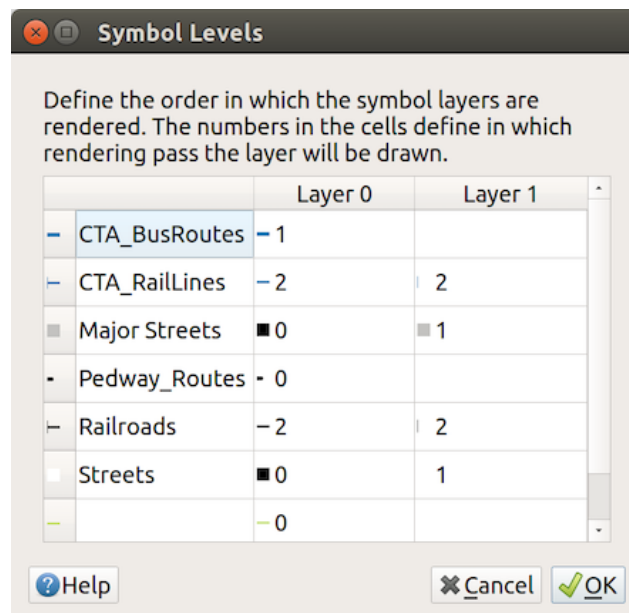 Symbol Levels
Define the order in which the symbol layers are
rendered. The numbers in the cells define in which
rendering pass the layer will be drawn.
Layer 0 Layer 1
CTA_BusRoutes 1
CTA_RailLines 2 2
Major Streets 0 1
Pedway_Routes 0
Railroads 2 2
Streets 0 1
0
Help Cancel OK